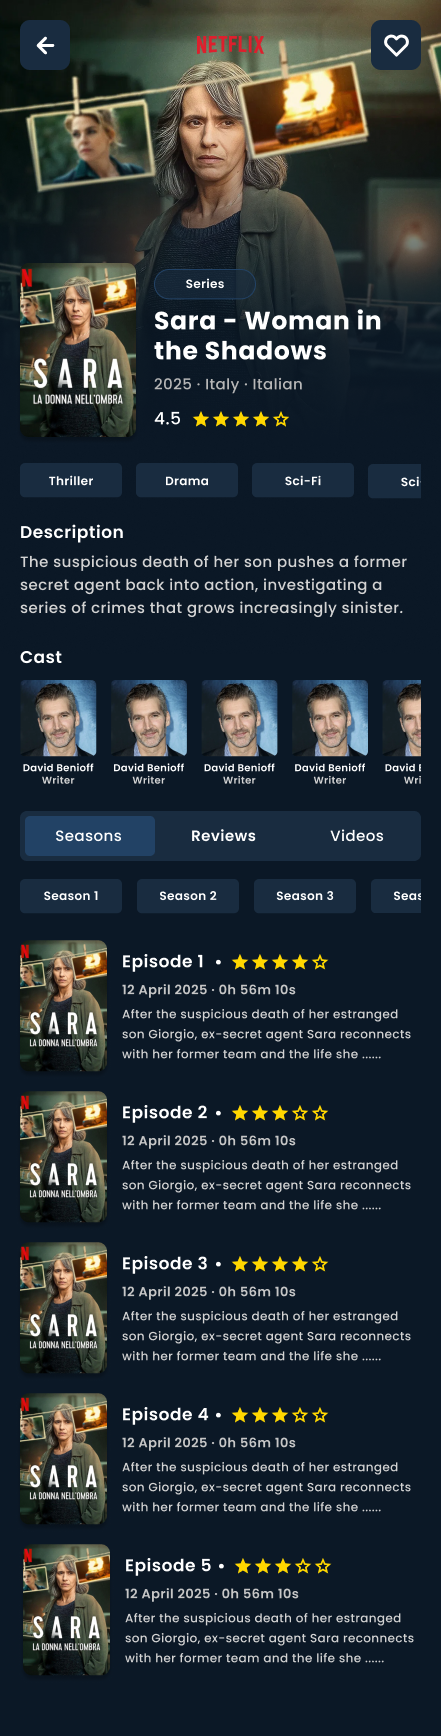 NETFLIX
Series
Sara - Woman in
the Shadows
2025 · Italy · Italian
4.5
N
SARA
LA DONNA NELL'OMBRA
Thriller
Drama
Sci-Fi
Sci
Description
The suspicious death of her son pushes a former
secret agent back into action, investigating a
series of crimes that grows increasingly sinister.
Cast
David Benioff
Writer
David Benioff
Writer
David Benioff
Writer
David Benioff
Writer
David
Wri
Seasons
Reviews
Videos
Season 1
Season 2
Season 3
Seas
N
SARA
LA DONNA NELL'OMBRA
Episode 1 •
12 April 2025 · 0h 56m 10s
After the suspicious death of her estranged
son Giorgio, ex-secret agent Sara reconnects
with her former team and the life she ......
N
SARA
LA DONNA NELL'OMBRA
Episode 2 •
12 April 2025 · 0h 56m 10s
After the suspicious death of her estranged
son Giorgio, ex-secret agent Sara reconnects
with her former team and the life she ......
N
SARA
LA DONNA NELL'OMBRA
Episode 3 •
12 April 2025 · 0h 56m 10s
After the suspicious death of her estranged
son Giorgio, ex-secret agent Sara reconnects
with her former team and the life she ......
N
SARA
LA DONNA NELL'OMBRA
Episode 4 •
12 April 2025 · 0h 56m 10s
After the suspicious death of her estranged
son Giorgio, ex-secret agent Sara reconnects
with her former team and the life she ......
N
SARA
LA DONNA NELL'OMBRA
Episode 5 •
12 April 2025 · 0h 56m 10s
After the suspicious death of her estranged
son Giorgio, ex-secret agent Sara reconnects
with her former team and the life she ......